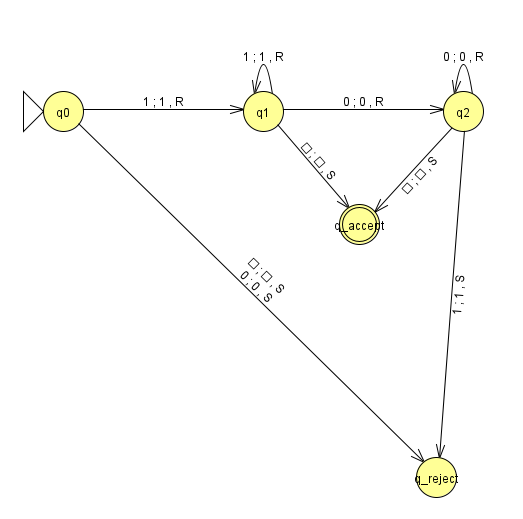 1 ; 1 , R
0 ; 0 , R
q0
1 ; 1 , R
q1
0 ; 0 , R
q2
□ ; □ , S
□ ; □ , S
q_accept
□ ; □ , S
0 ; 0 , S
1 ; 1 , S
q_reject